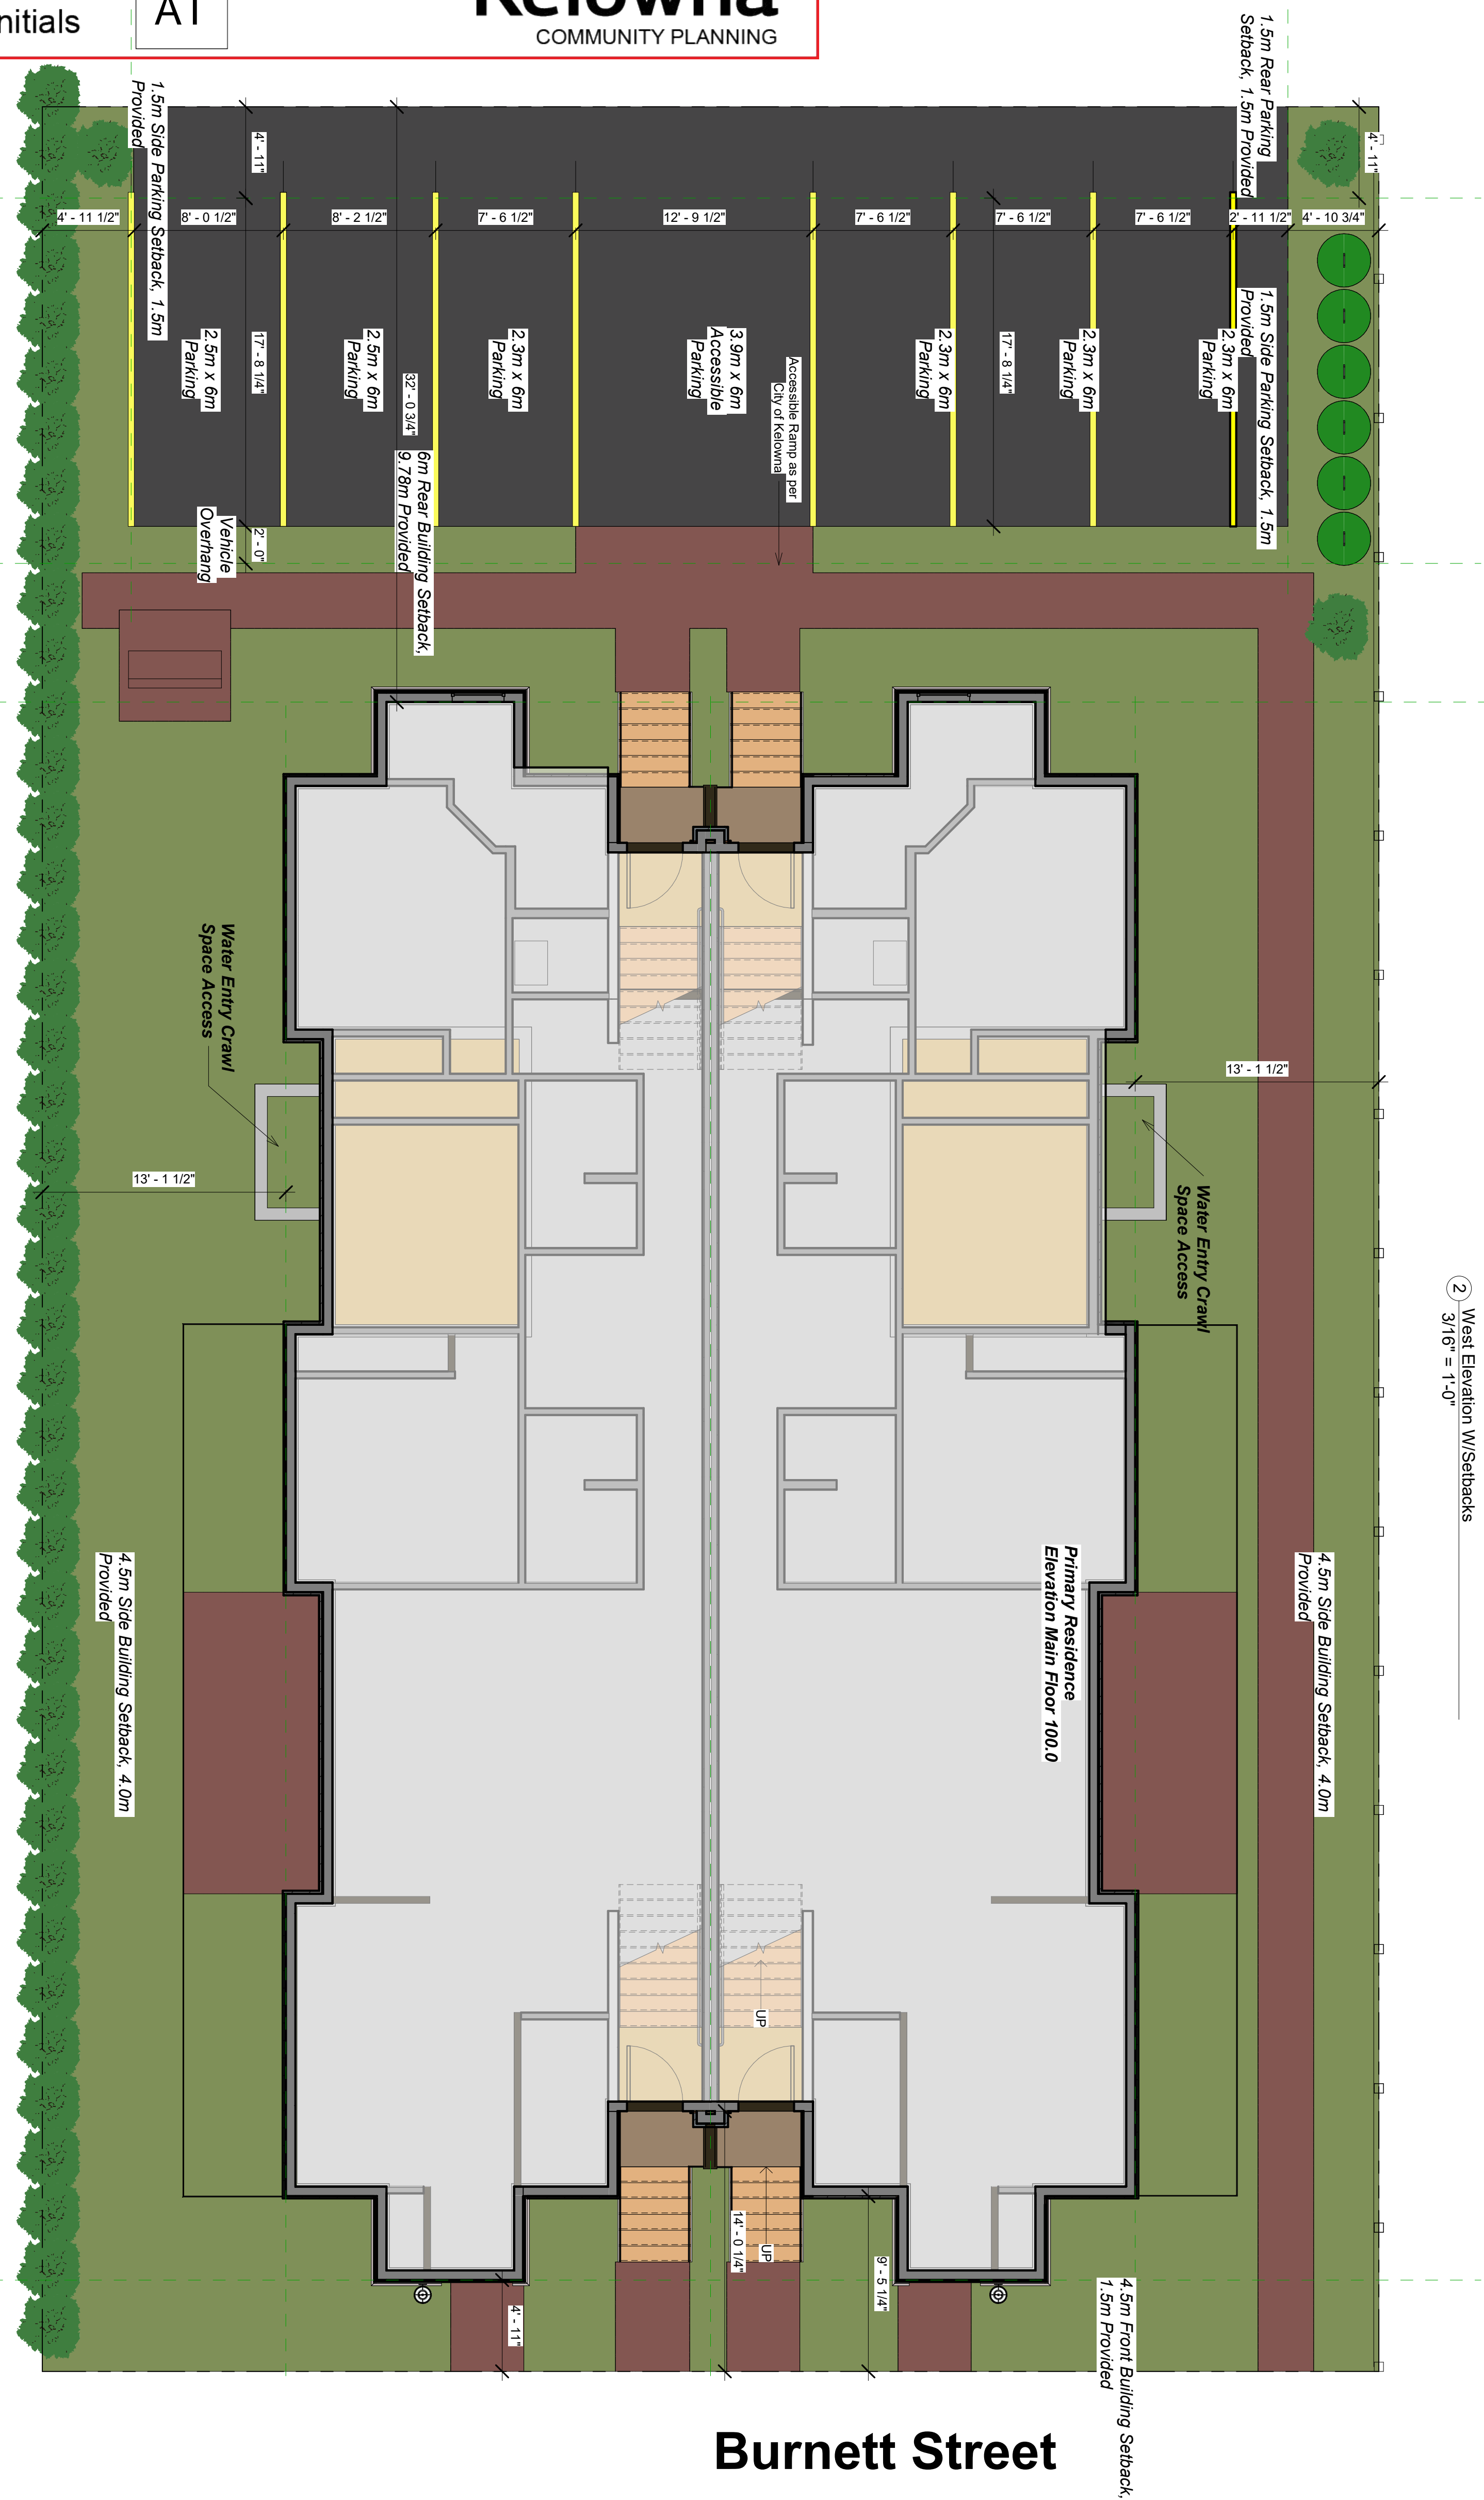 nitials
A1
Kelowna
COMMUNITY PLANNING
1.5m Rear Parking
Setback, 1.5m Provided
1.5m Side Parking Setback, 1.5m
Provided
4' - 11"
4' - 11"
4' - 11 1/2"
8' - 0 1/2"
8' - 2 1/2"
7' - 6 1/2"
12' - 9 1/2"
7' - 6 1/2"
7' - 6 1/2"
7' - 6 1/2"
2' - 11 1/2"
4' - 10 3/4"
1.5m Side Parking Setback, 1.5m
Provided
2.5m x 6m
Parking
17' - 8 1/4"
2.5m x 6m
Parking
32' - 0 3/4"
2.3m x 6m
Parking
3.9m x 6m
Accessible
Parking
Accessible Ramp as per
City of Kelowna
2.3m x 6m
Parking
17' - 8 1/4"
2.3m x 6m
Parking
2.3m x 6m
Parking
6m Rear Building Setback,
9.78m Provided
Vehicle
Overhang
2' - 0"
Water Entry Crawl
Space Access
13' - 1 1/2"
13' - 1 1/2"
Water Entry Crawl
Space Access
2
West Elevation W/Setbacks
3/16" = 1'-0"
4.5m Side Building Setback, 4.0m
Provided
Primary Residence
Elevation Main Floor 100.0
4.5m Side Building Setback, 4.0m
Provided
UP
UP
14' - 0 1/4"
9' - 5 1/4"
4' - 11"
4.5m Front Building Setback,
1.5m Provided
Burnett Street